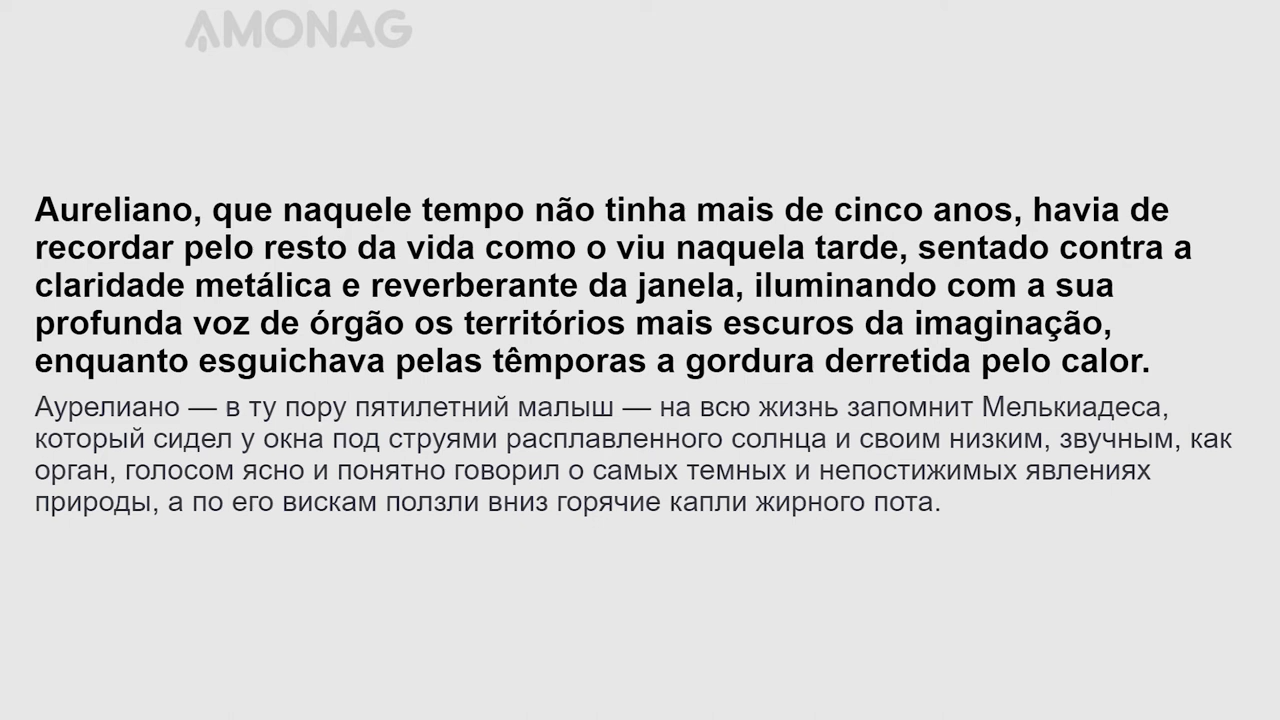 AMONAG
Aureliano, que naquele tempo não tinha mais de cinco anos, havia de
recordar pelo resto da vida como o viu naquela tarde, sentado contra a
claridade metálica e reverberante da janela, iluminando com a sua
profunda voz de órgão os territórios mais escuros da imaginação,
enquanto esguichava pelas têmporas a gordura derretida pelo calor.
Аурелиано — в ту пору пятилетний малыш — на всю жизнь запомнит Мелькиадеса,
который сидел у окна под струями расплавленного солнца и своим низким, звучным, как
орган, голосом ясно и понятно говорил о самых темных и непостижимых явлениях
природы, а по его вискам ползли вниз горячие капли жирного пота.